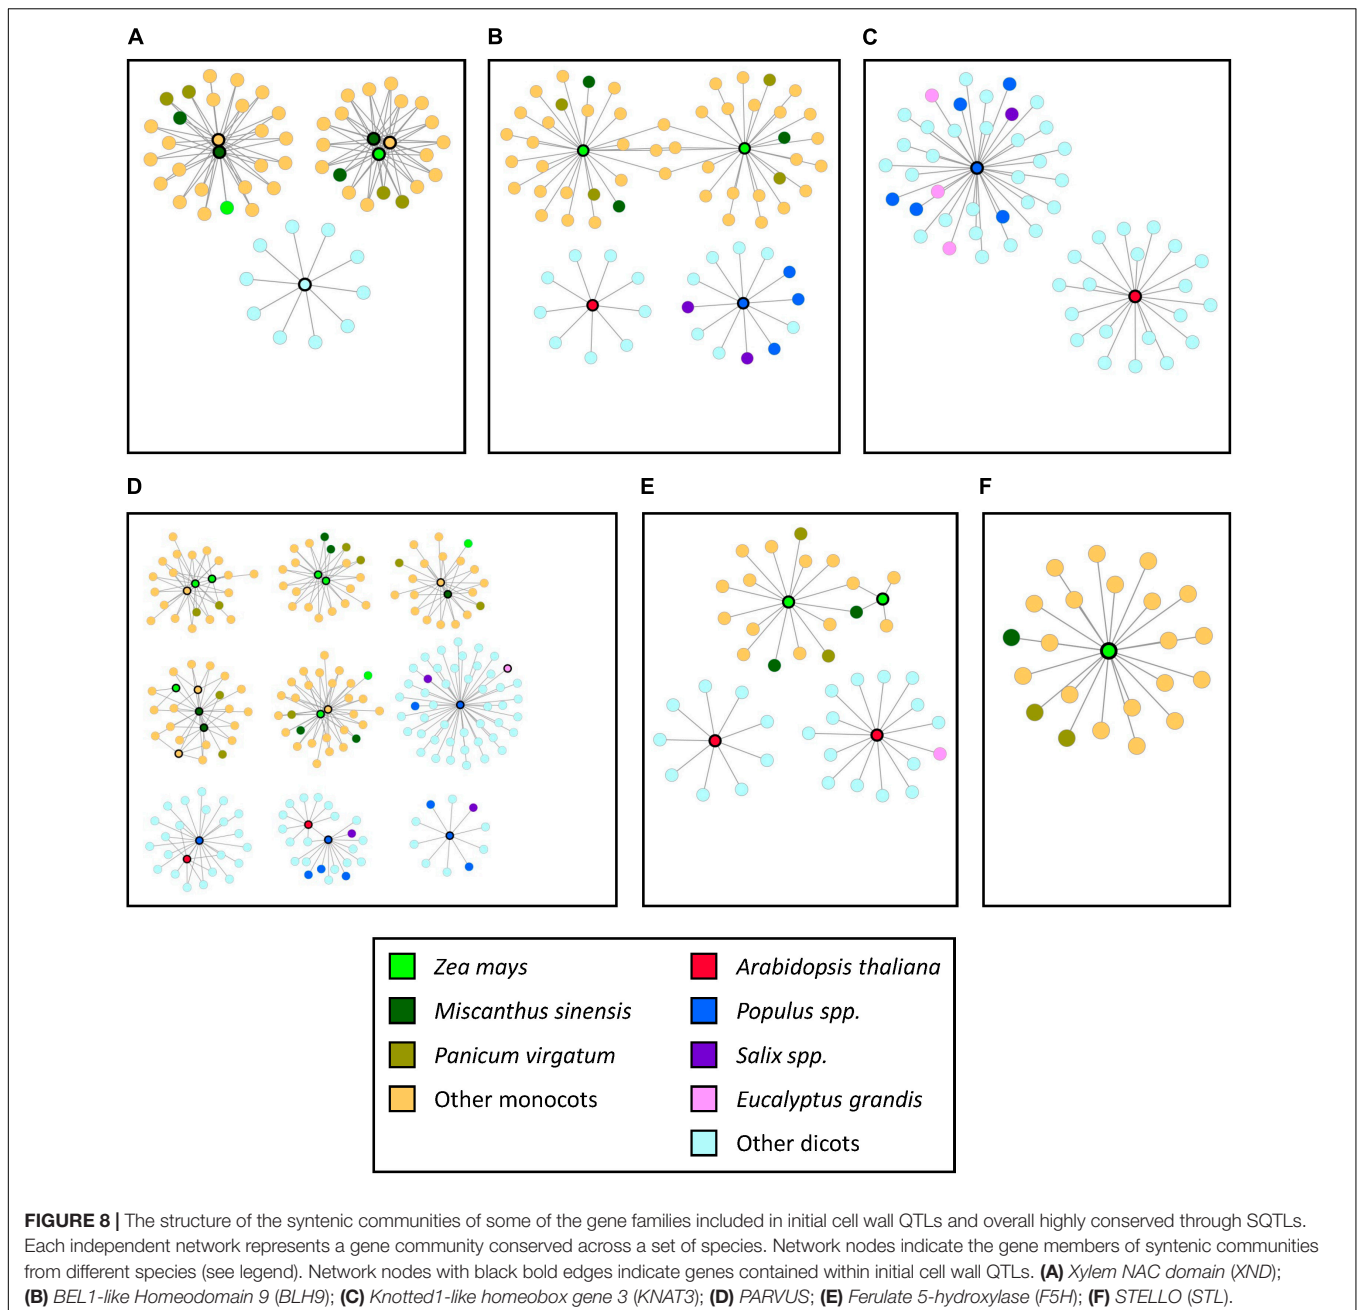 A
B
C
D
E
F
Zea mays
Miscanthus sinensis
Panicum virgatum
Other monocots
Arabidopsis thaliana
Populus spp.
Salix spp.
Eucalyptus grandis
Other dicots
FIGURE 8 | The structure of the syntenic communities of some of the gene families included in initial cell wall QTLs and overall highly conserved through SQTLs.
Each independent network represents a gene community conserved across a set of species. Network nodes indicate the gene members of syntenic communities
from different species (see legend). Network nodes with black bold edges indicate genes contained within initial cell wall QTLs. (A) Xylem NAC domain (XND);
(B) BEL1-like Homeodomain 9 (BLH9); (C) Knotted1-like homeobox gene 3 (KNAT3); (D) PARVUS; (E) Ferulate 5-hydroxylase (F5H); (F) STELLO (STL).